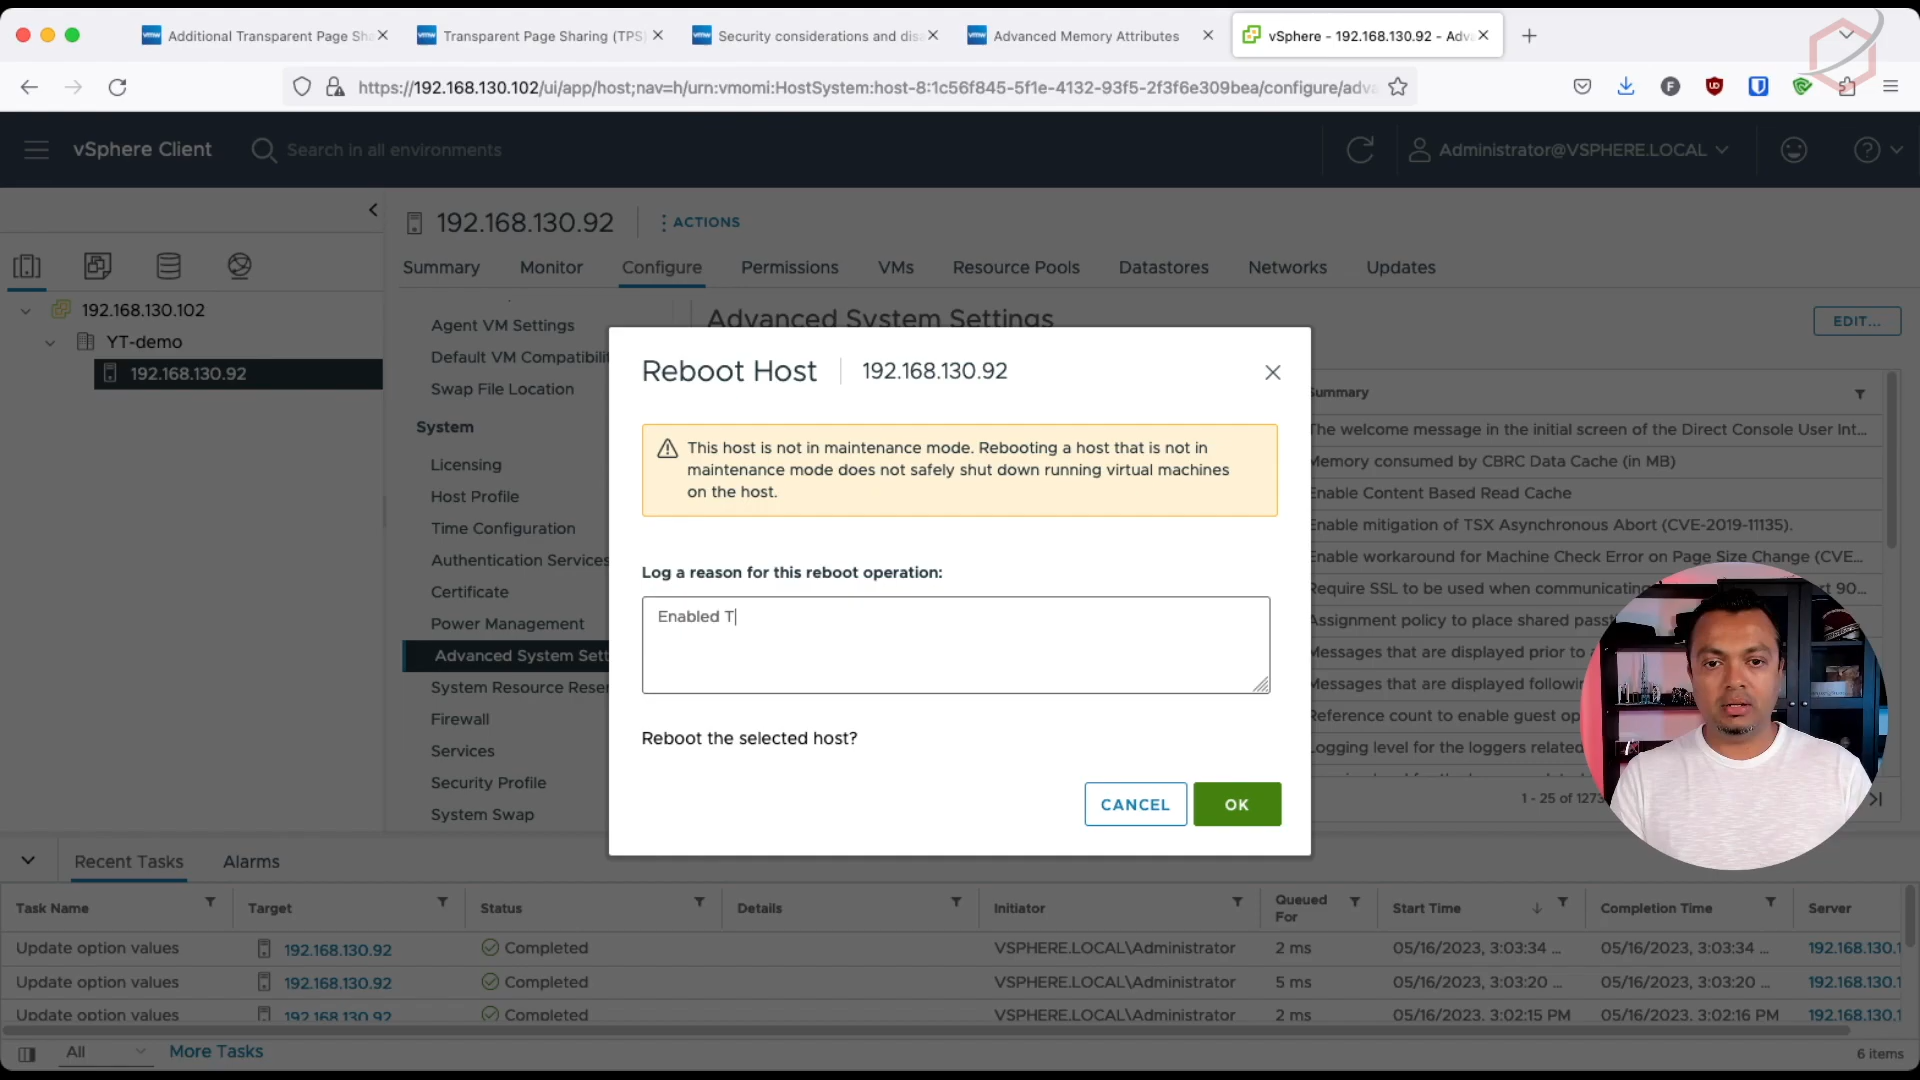 Additional Transparent Page Sha
Transparent Page Sharing (TPS)
Security considerations and disa
Advanced Memory Attributes
vSphere - 192.168.130.92 - Adva
https://192.168.130.102/ui/app/host;nav=h/urn:vmomi:HostSystem:host-8:1c56f845-5f1e-4132-93f5-2f3f6e309bea/configure/adva
vSphere Client
Search in all environments
Administrator@VSPHERE.LOCAL
192.168.130.92
ACTIONS
Summary Monitor Configure Permissions VMs Resource Pools Datastores Networks Updates
192.168.130.102
YT-demo
192.168.130.92
Agent VM Settings
Default VM Compatibilit
Swap File Location
System
Licensing
Host Profile
Time Configuration
Authentication Services
Certificate
Power Management
Advanced System Sett
System Resource Reser
Firewall
Services
Security Profile
System Swap
Advanced System Settings
EDIT...
Summary
The welcome message in the initial screen of the Direct Console User Int...
Memory consumed by CBRC Data Cache (in MB)
Enable Content Based Read Cache
Enable mitigation of TSX Asynchronous Abort (CVE-2019-11135).
Enable workaround for Machine Check Error on Page Size Change (CVE...
Require SSL to be used when communicating 90...
Assignment policy to place shared pass
Messages that are displayed prior to
Messages that are displayed following
Reference count to enable guest op
Logging level for the loggers related
1 - 25 of 1273
Reboot Host 192.168.130.92
This host is not in maintenance mode. Rebooting a host that is not in
maintenance mode does not safely shut down running virtual machines
on the host.
Log a reason for this reboot operation:
Enabled T
Reboot the selected host?
CANCEL OK
Recent Tasks Alarms
Task Name Target Status Details Initiator Queued For Start Time Completion Time Server
Update option values 192.168.130.92 Completed VSPHERE.LOCAL\Administrator 2 ms 05/16/2023, 3:03:34 ... 05/16/2023, 3:03:34 ... 192.168.130.1
Update option values 192.168.130.92 Completed VSPHERE.LOCAL\Administrator 5 ms 05/16/2023, 3:03:20 ... 05/16/2023, 3:03:20 ... 192.168.130.1
Update option values 192.168.130.92 Completed VSPHERE.LOCAL\Administrator 2 ms 05/16/2023, 3:02:15 PM 05/16/2023, 3:02:16 PM 192.168.130.1
All More Tasks
6 items